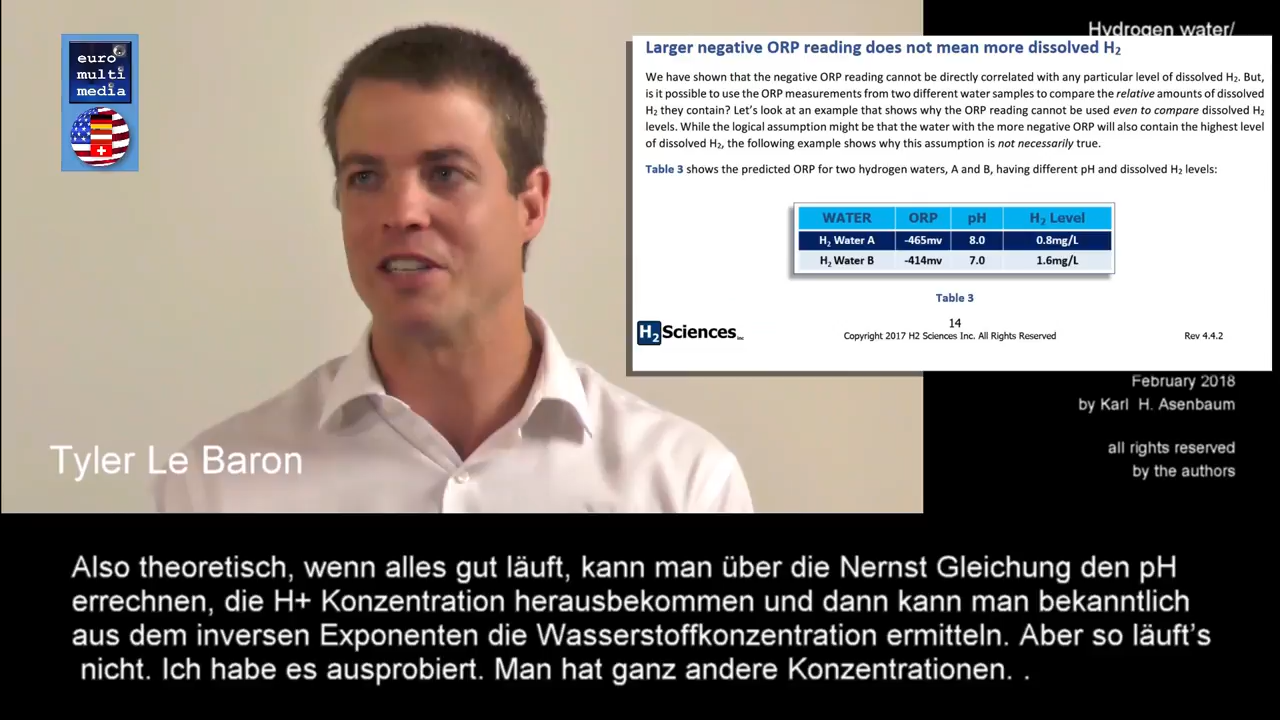 euro
multi
media
Hydrogen water/
Larger negative ORP reading does not mean more dissolved H₂
We have shown that the negative ORP reading cannot be directly correlated with any particular level of dissolved H₂. But,
is it possible to use the ORP measurements from two different water samples to compare the relative amounts of dissolved
H₂ they contain? Let's look at an example that shows why the ORP reading cannot be used even to compare dissolved H₂
levels. While the logical assumption might be that the water with the more negative ORP will also contain the highest level
of dissolved H₂, the following example shows why this assumption is not necessarily true.
Table 3 shows the predicted ORP for two hydrogen waters, A and B, having different pH and dissolved H₂ levels:
WATER ORP pH H₂ Level
H₂ Water A -465mv 8.0 0.8mg/L
H₂ Water B -414mv 7.0 1.6mg/L
Table 3
14
H₂Sciences Inc
Copyright 2017 H2 Sciences Inc. All Rights Reserved
Rev 4.4.2
February 2018
by Karl H. Asenbaum
all rights reserved
by the authors
Tyler Le Baron
Also theoretisch, wenn alles gut läuft, kann man über die Nernst Gleichung den pH
errechnen, die H+ Konzentration herausbekommen und dann kann man bekanntlich
aus dem inversen Exponenten die Wasserstoffkonzentration ermitteln. Aber so läuft's
nicht. Ich habe es ausprobiert. Man hat ganz andere Konzentrationen. .